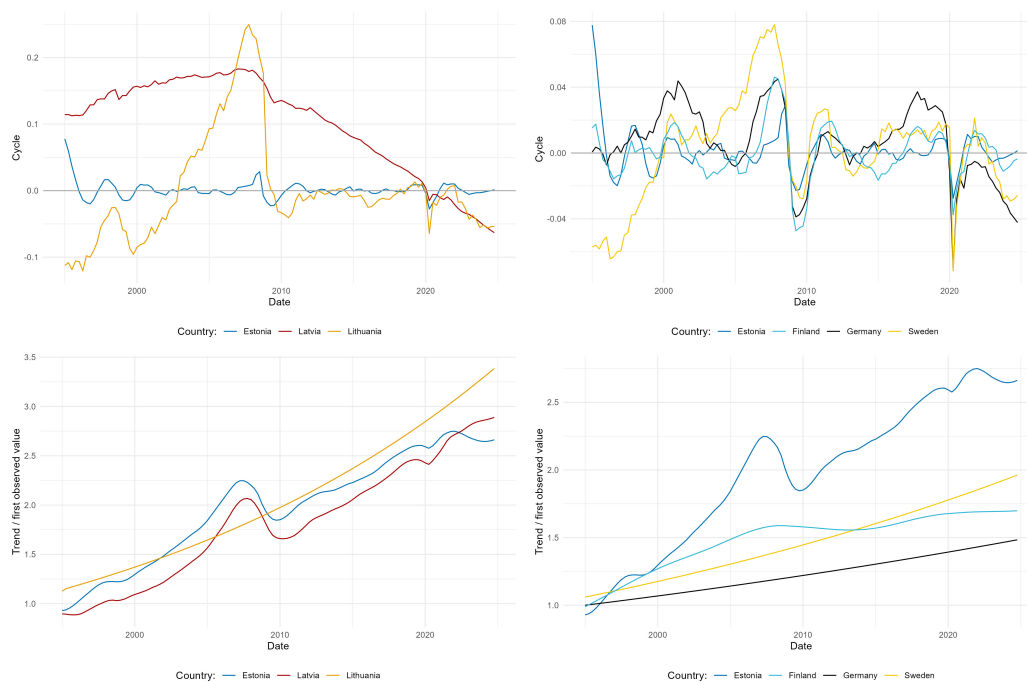 Cycle
0.2
0.1
0.0
-0.1
2000
2010
2020
Date
Country: Estonia Latvia Lithuania
Cycle
0.08
0.04
0.00
-0.04
2000
2010
2020
Date
Country: Estonia Finland Germany Sweden
Trend / first observed value
3.5
3.0
2.5
2.0
1.5
1.0
2000
2010
2020
Date
Country: Estonia Latvia Lithuania
Trend / first observed value
2.5
2.0
1.5
1.0
2000
2010
2020
Date
Country: Estonia Finland Germany Sweden